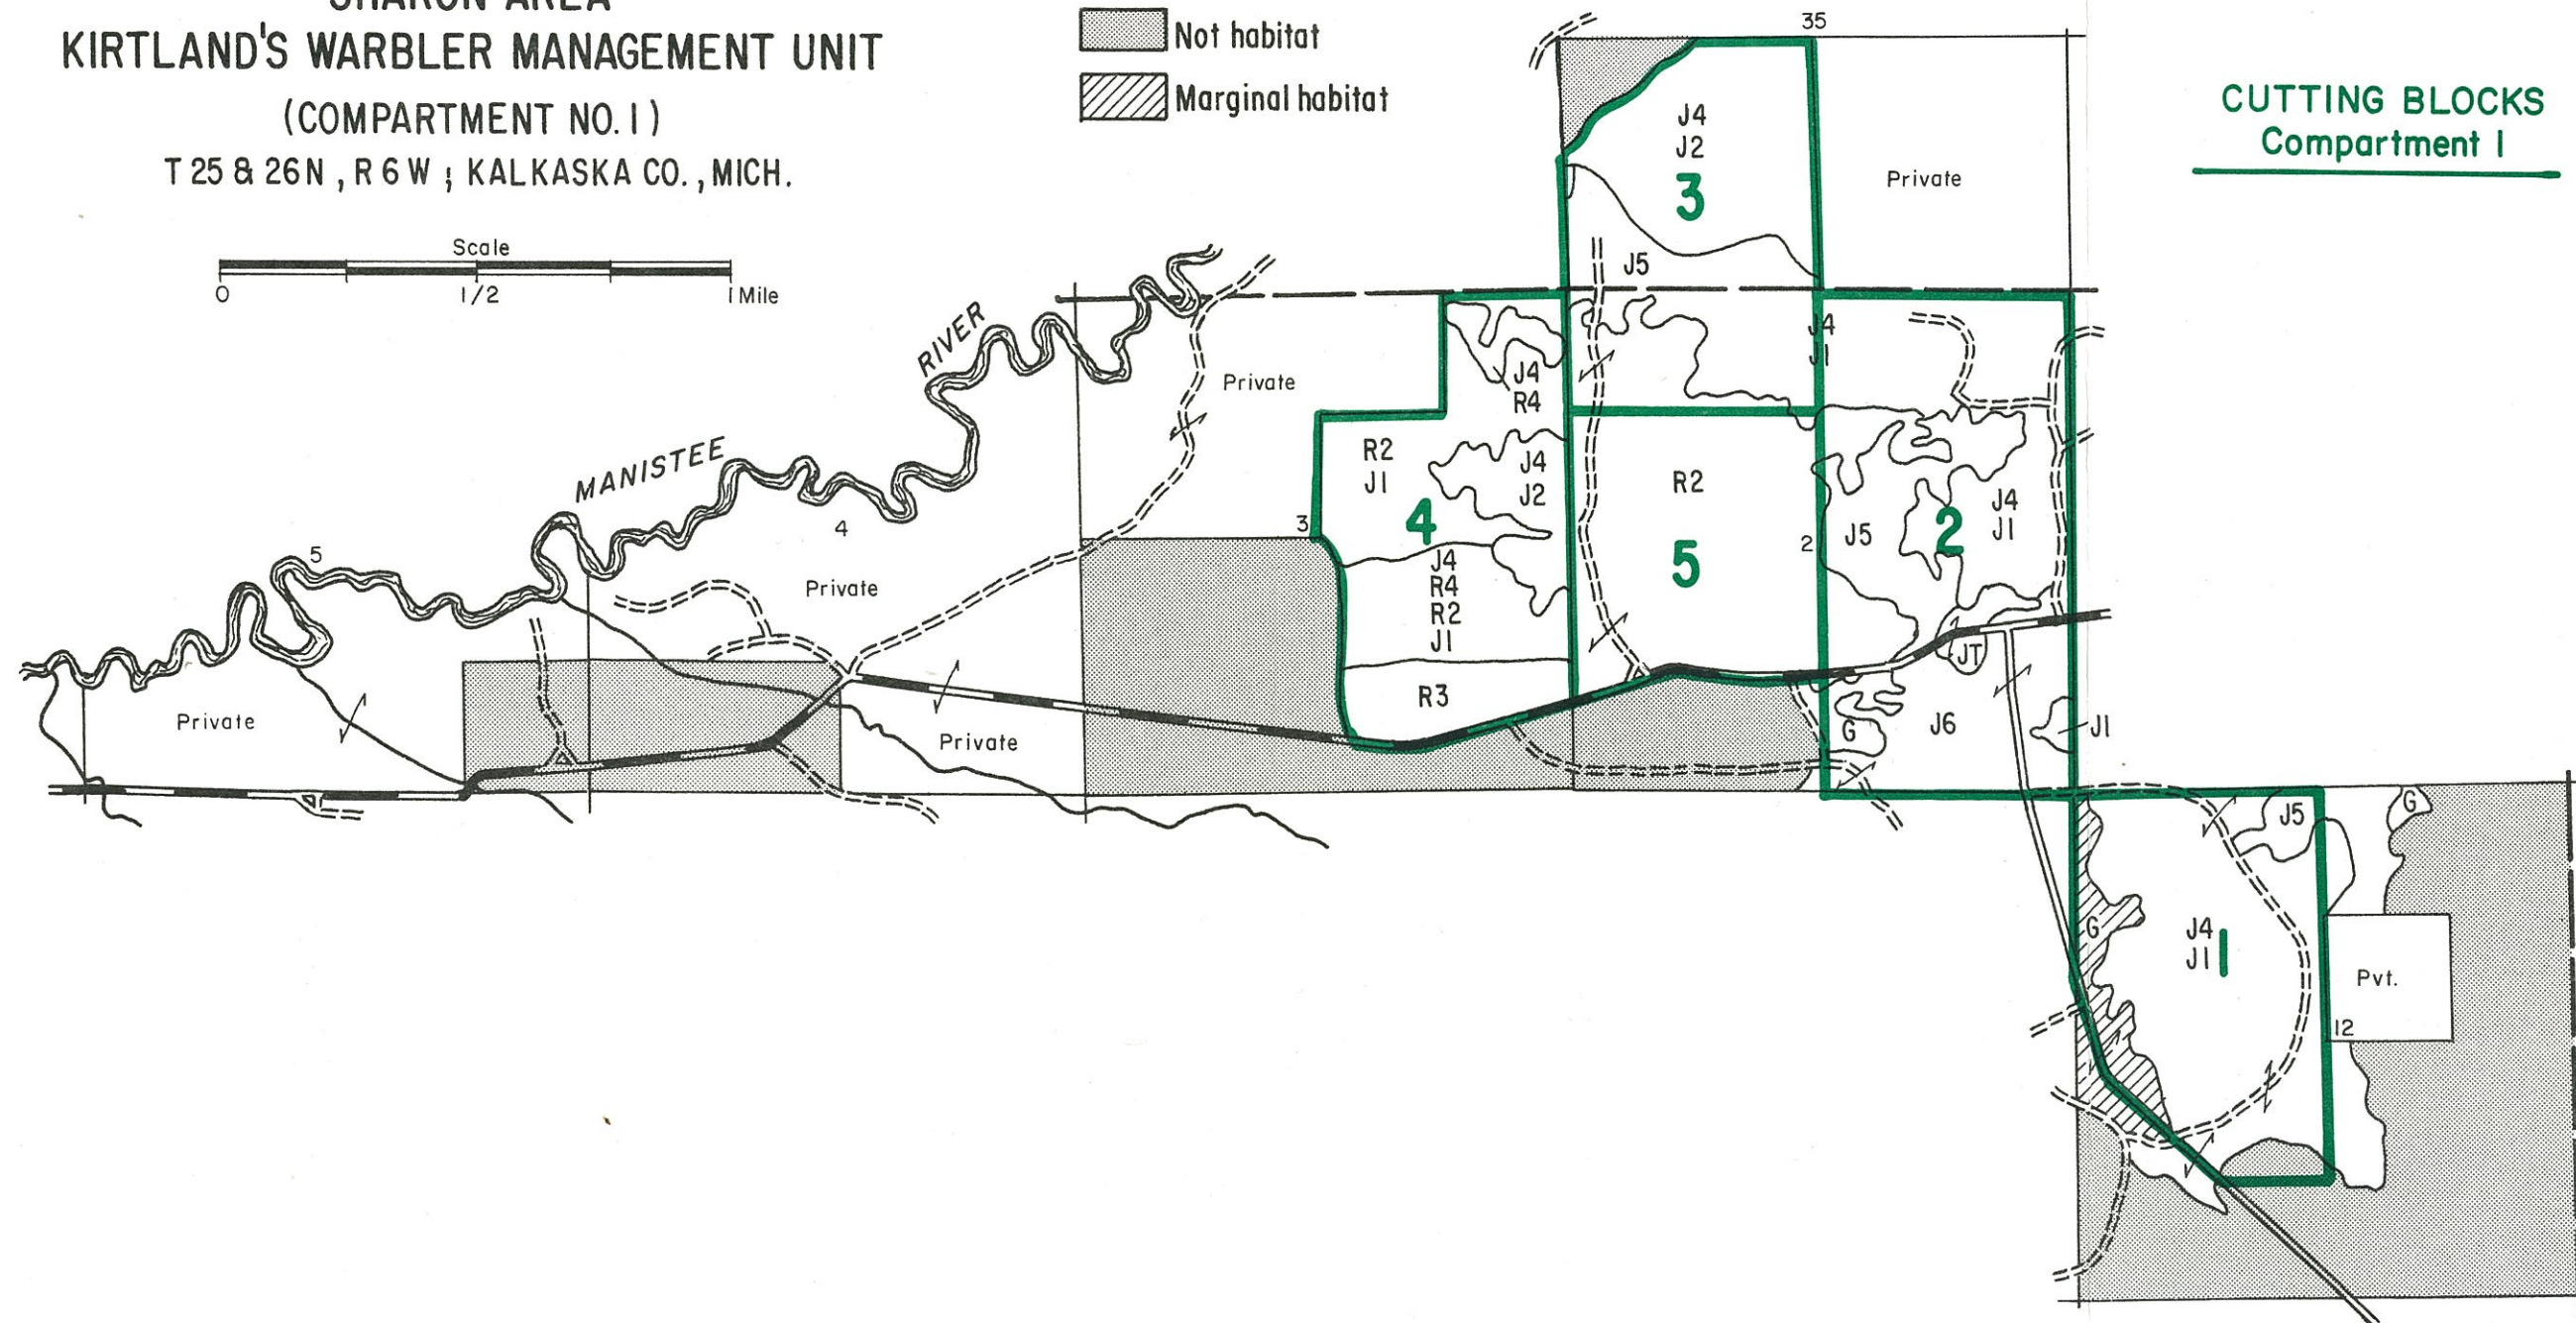 SHARON AREA
KIRTLAND'S WARBLER MANAGEMENT UNIT
(COMPARTMENT NO. 1)
T 25 & 26 N , R 6 W ; KALKASKA CO. , MICH.
Scale
0 1/2 1 Mile
Not habitat
Marginal habitat
CUTTING BLOCKS
Compartment 1
35
J4
J2
3
Private
J5
RIVER
MANISTEE
Private
J4
R4
J4
J1
R2
J1
J4
J2
4
3
R2
5
2
J5
2
J4
J1
5
4
Private
J4
R4
R2
J1
R3
JT
Private
Private
G
J6
J1
J5
G
G
J4
J1
1
Pvt.
12